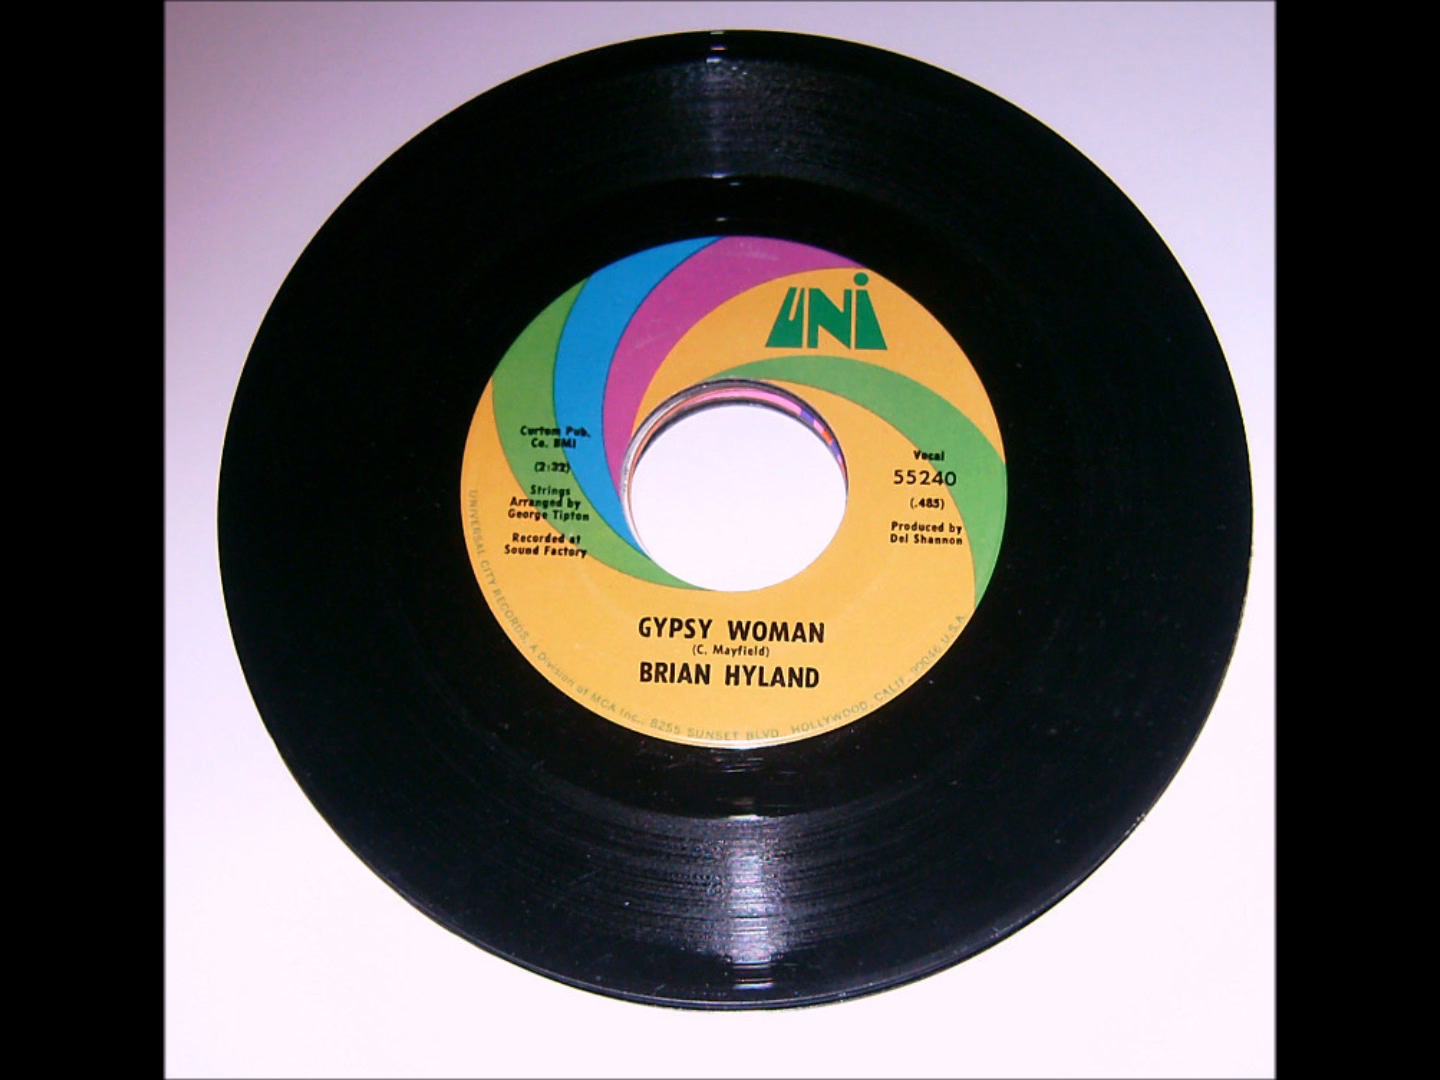 UNI
Curtom Pub.
Co. BMI
(2:32)
Strings
Arranged by
George Tipton
Recorded at
Sound Factory
Vocal
55240
(.485)
Produced by
Del Shannon
GYPSY WOMAN
(C. Mayfield)
BRIAN HYLAND
UNIVERSAL CITY RECORDS, A Division of MCA Inc., 8255 SUNSET BLVD., HOLLYWOOD, CALIF. 90046 U.S.A.